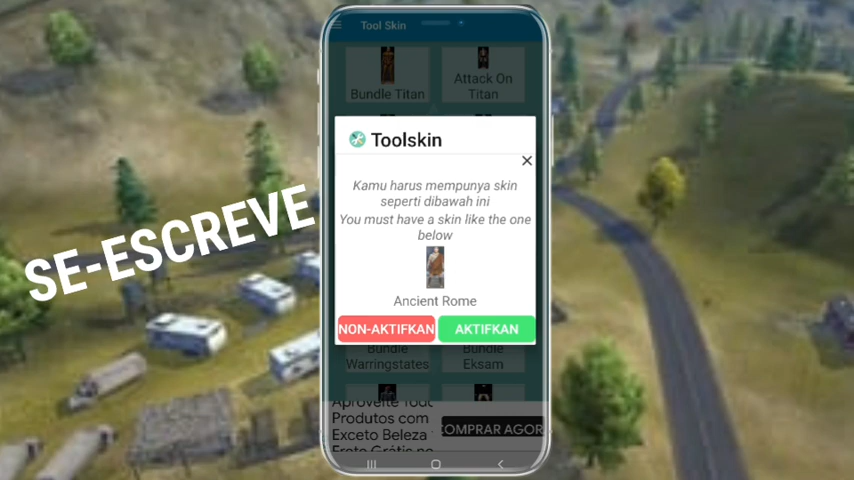 Tool Skin
Bundle Titan
Attack On
Titan
Toolskin
Kamu harus mempunya skin
seperti dibawah ini
You must have a skin like the one
below
Ancient Rome
NON-AKTIFKAN
AKTIFKAN
Bundle
Warringstates
Bundle
Eksam
Produtos com
Exceto Beleza
COMPRAR AGOR
SE-ESCREVE